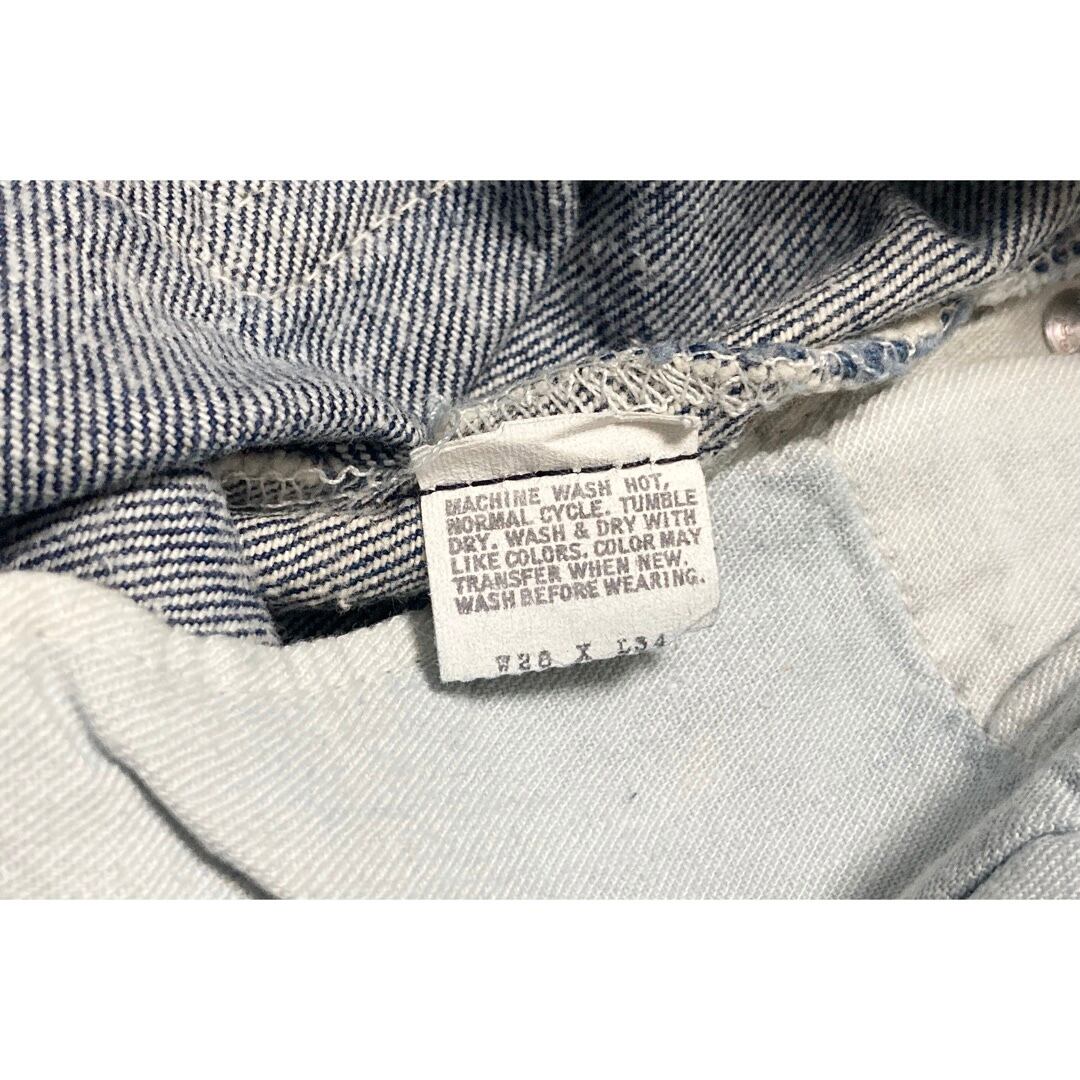 MACHINE WASH HOT,
NORMAL CYCLE. TUMBLE
DRY. WASH & DRY WITH
LIKE COLORS. COLOR MAY
TRANSFER WHEN NEW.
WASH BEFORE WEARING.
W28 X L34